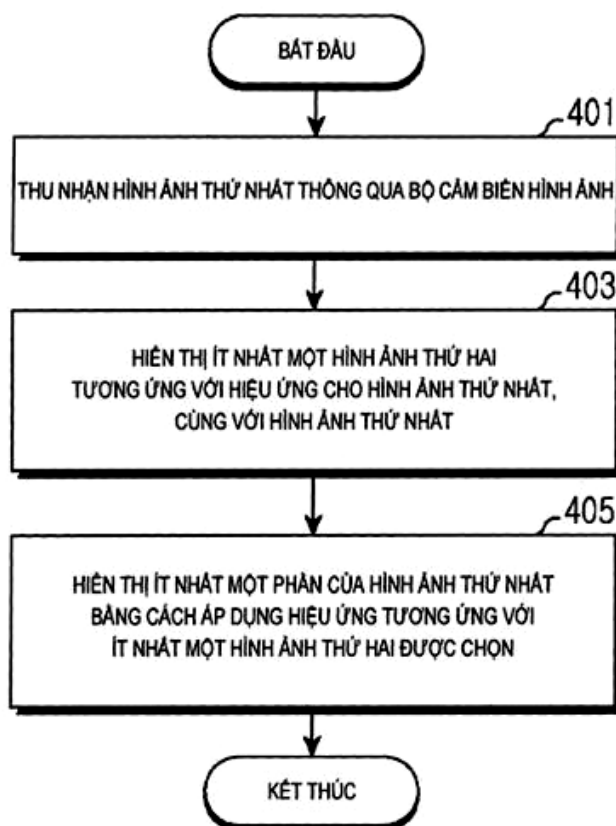 BẮT ĐẦU
401
THU NHẬN HÌNH ẢNH THỨ NHẤT THÔNG QUA BỘ CẢM BIẾN HÌNH ẢNH
403
HIỂN THỊ ÍT NHẤT MỘT HÌNH ẢNH THỨ HAI
TƯƠNG ỨNG VỚI HIỆU ỨNG CHO HÌNH ẢNH THỨ NHẤT,
CÙNG VỚI HÌNH ẢNH THỨ NHẤT
405
HIỂN THỊ ÍT NHẤT MỘT PHẦN CỦA HÌNH ẢNH THỨ NHẤT
BẰNG CÁCH ÁP DỤNG HIỆU ỨNG TƯƠNG ỨNG VỚI
ÍT NHẤT MỘT HÌNH ẢNH THỨ HAI ĐƯỢC CHỌN
KẾT THÚC